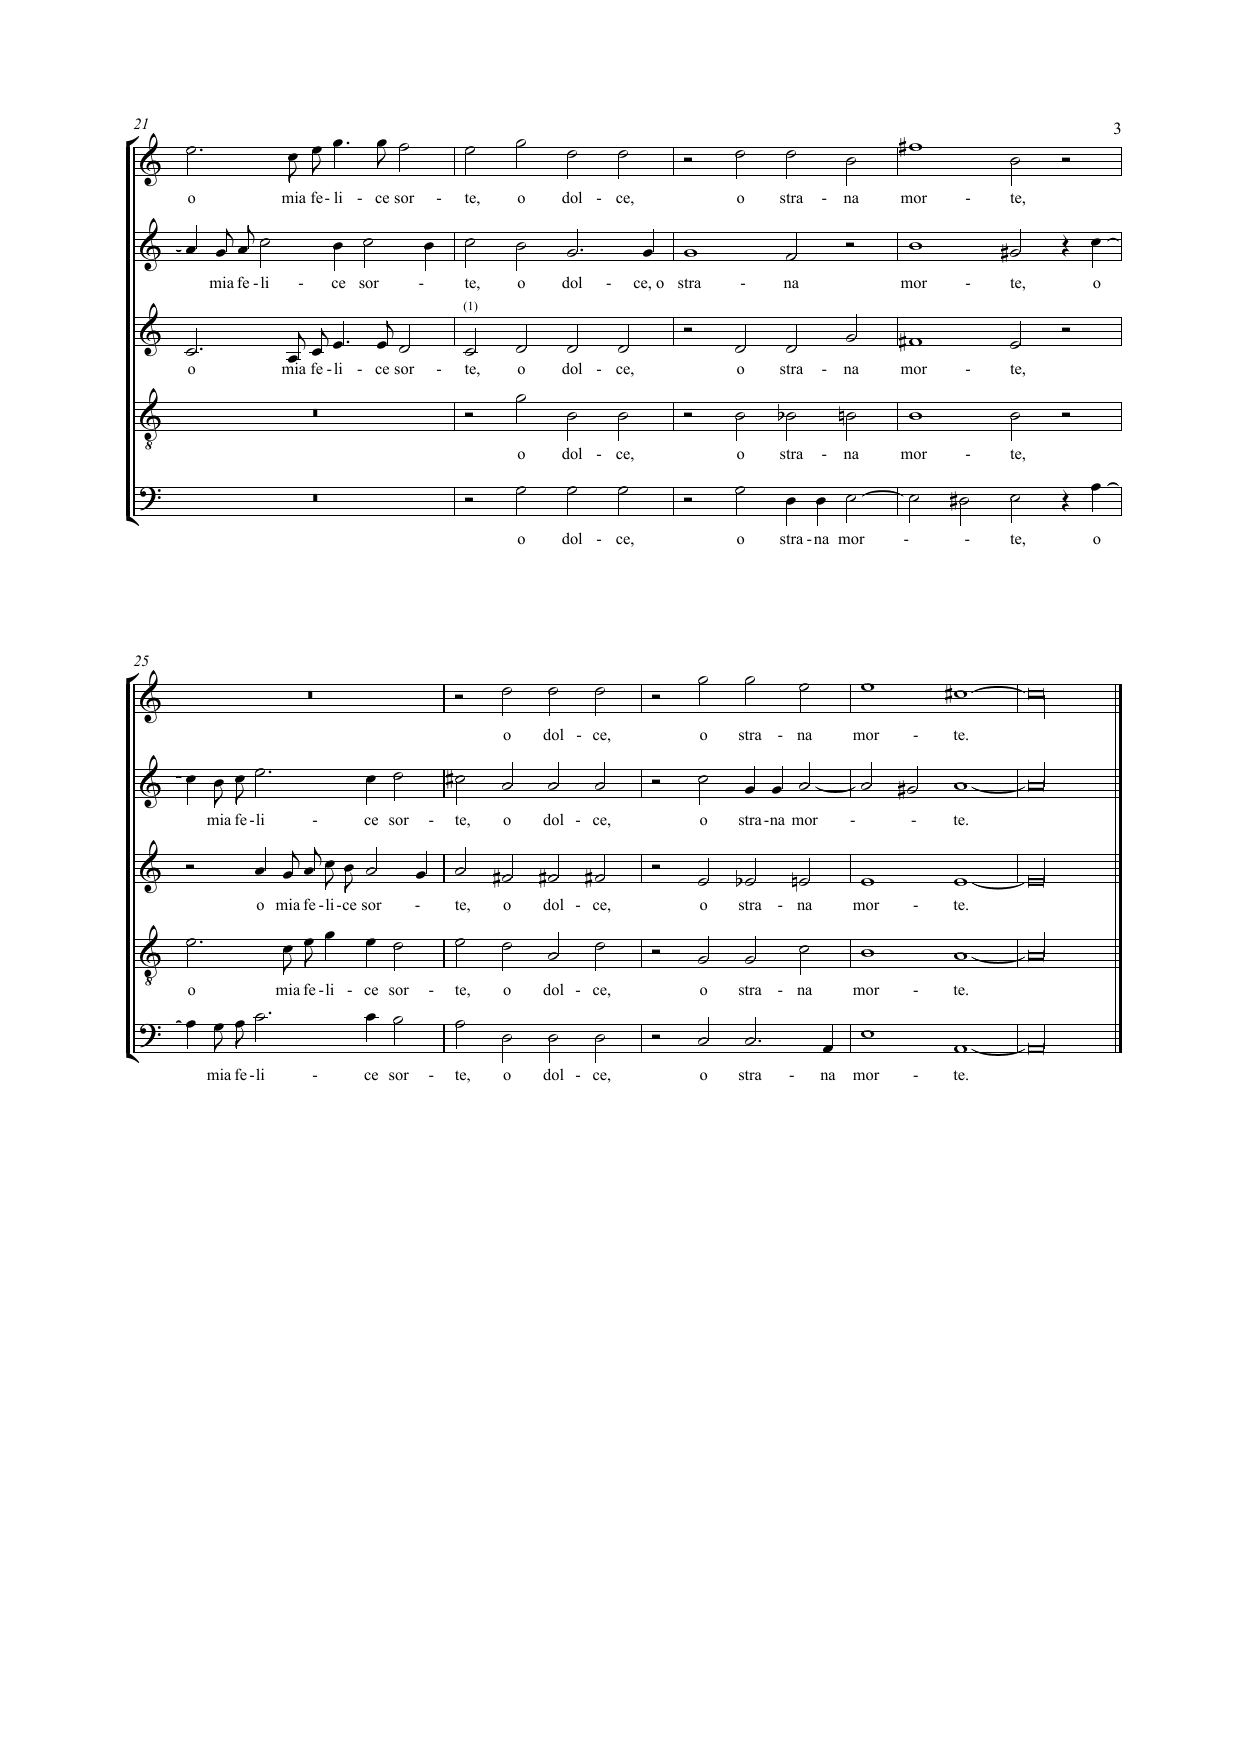 21
3
o mia fe - li - ce sor - te, o dol - ce, o stra - na mor - te,
mia fe - li - ce sor - te, o dol - ce, o stra - na mor - te, o
(1)
o mia fe - li - ce sor - te, o dol - ce, o stra - na mor - te,
8
o dol - ce, o stra - na mor - te,
o dol - ce, o stra - na mor - - te, o
25
o dol - ce, o stra - na mor - te.
mia fe - li - ce sor - te, o dol - ce, o stra - na mor - - te.
o mia fe - li - ce sor - te, o dol - ce, o stra - na mor - te.
8
o mia fe - li - ce sor - te, o dol - ce, o stra - na mor - te.
mia fe - li - ce sor - te, o dol - ce, o stra - na mor - te.